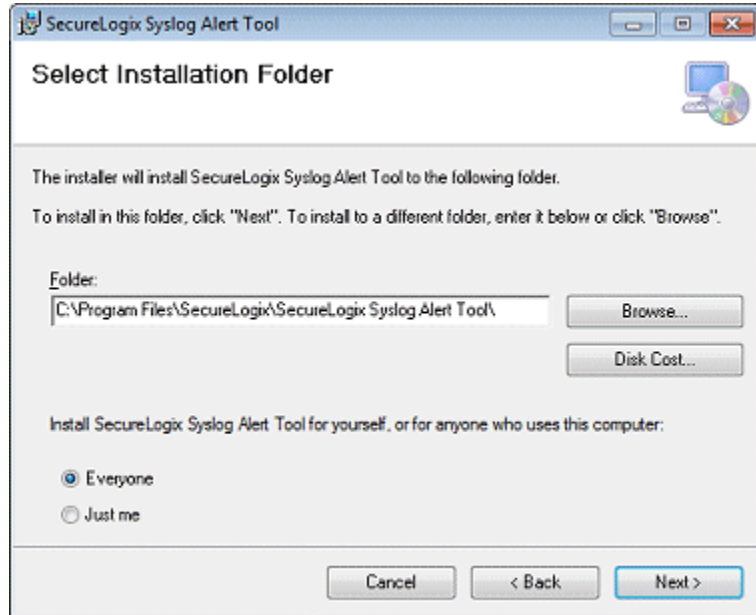 SecureLogix Syslog Alert Tool
Select Installation Folder
The installer will install SecureLogix Syslog Alert Tool to the following folder.
To install in this folder, click "Next". To install to a different folder, enter it below or click "Browse".
Folder:
C:\Program Files\SecureLogix\SecureLogix Syslog Alert Tool\
Browse...
Disk Cost...
Install SecureLogix Syslog Alert Tool for yourself, or for anyone who uses this computer:
Everyone
Just me
Cancel
< Back
Next >